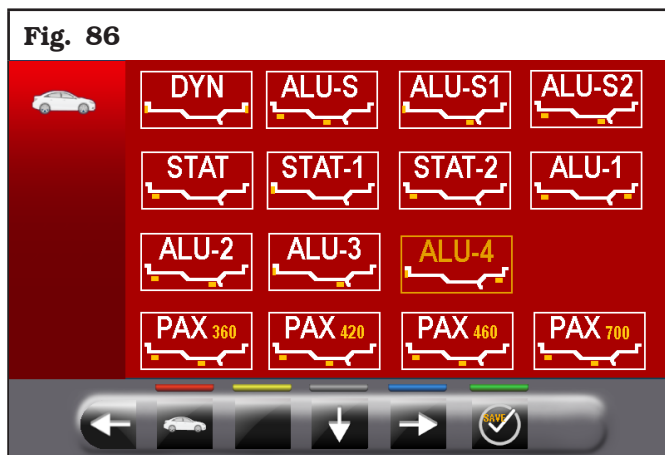 Fig. 86
DYN ALU-S ALU-S1 ALU-S2
STAT STAT-1 STAT-2 ALU-1
ALU-2 ALU-3 ALU-4
PAX 360 PAX 420 PAX 460 PAX 700
SAVE